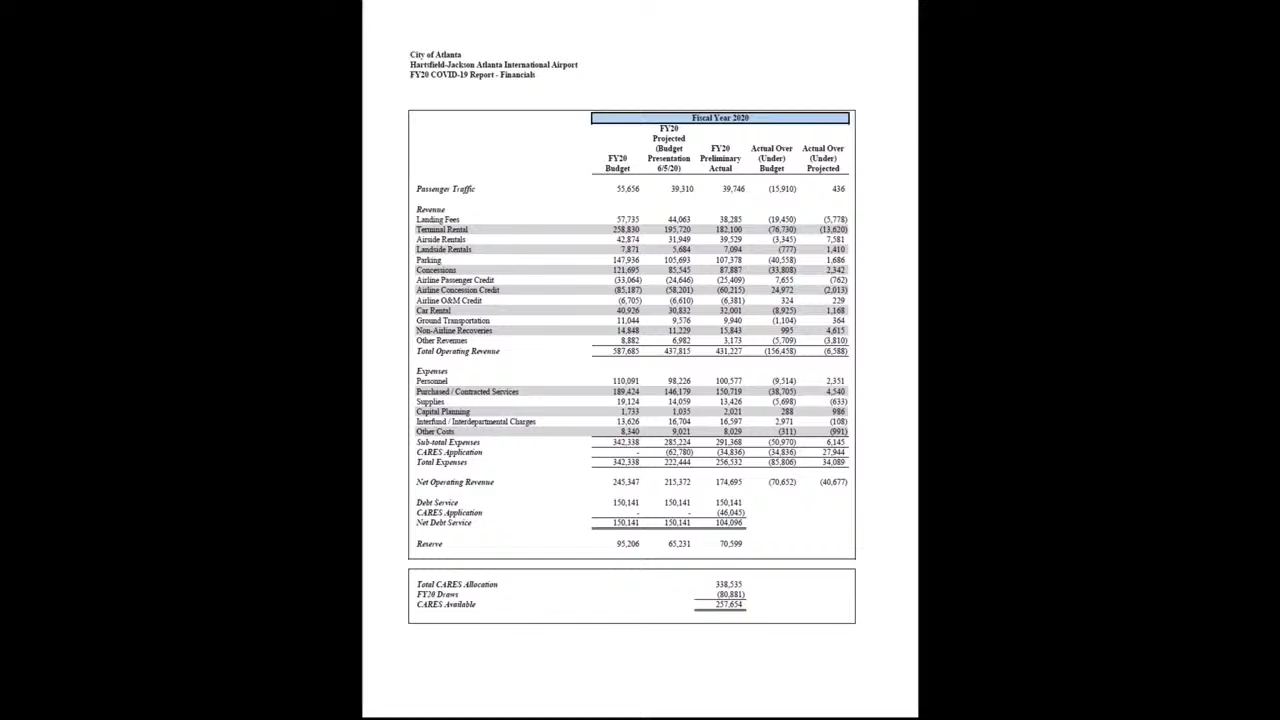 City of Atlanta
Hartsfield-Jackson Atlanta International Airport
FY20 COVID-19 Report - Financials
Fiscal Year 2020
FY20 Budget FY20 Projected (Budget Presentation 6/5/20) FY20 Preliminary Actual Actual Over (Under) Budget Actual Over (Under) Projected
Passenger Traffic 55,656 39,310 39,746 (15,910) 436
Revenue
Landing Fees 57,735 44,063 38,285 (19,450) (5,778)
Terminal Rental 258,830 195,720 182,100 (76,730) (13,620)
Airside Rentals 42,874 31,949 39,529 (3,345) 7,581
Landside Rentals 7,871 5,684 7,094 (777) 1,410
Parking 147,936 105,693 107,378 (40,558) 1,686
Concessions 121,695 85,545 87,887 (33,808) 2,342
Airline Passenger Credit (33,064) (24,646) (25,409) 7,655 (762)
Airline Concession Credit (85,187) (58,201) (60,215) 24,972 (2,013)
Airline O&M Credit (6,705) (6,610) (6,381) 324 229
Car Rental 40,926 30,832 32,001 (8,925) 1,168
Ground Transportation 11,044 9,576 9,940 (1,104) 364
Non-Airline Recoveries 14,848 11,229 15,843 995 4,615
Other Revenues 8,882 6,982 3,173 (5,709) (3,810)
Total Operating Revenue 587,685 437,815 431,227 (156,458) (6,588)
Expenses
Personnel 110,091 98,226 100,577 (9,514) 2,351
Purchased / Contracted Services 189,424 146,179 150,719 (38,705) 4,540
Supplies 19,124 14,059 13,426 (5,698) (633)
Capital Planning 1,733 1,035 2,021 288 986
Interfund / Interdepartmental Charges 13,626 16,704 16,597 2,971 (108)
Other Costs 8,340 9,021 8,029 (311) (991)
Sub-total Expenses 342,338 285,224 291,368 (50,970) 6,145
CARES Application - (62,780) (34,836) (34,836) 27,944
Total Expenses 342,338 222,444 256,532 (85,806) 34,089
Net Operating Revenue 245,347 215,372 174,695 (70,652) (40,677)
Debt Service 150,141 150,141 150,141
CARES Application - - (46,045)
Net Debt Service 150,141 150,141 104,096
Reserve 95,206 65,231 70,599
Total CARES Allocation 338,535
FY20 Draws (80,881)
CARES Available 257,654